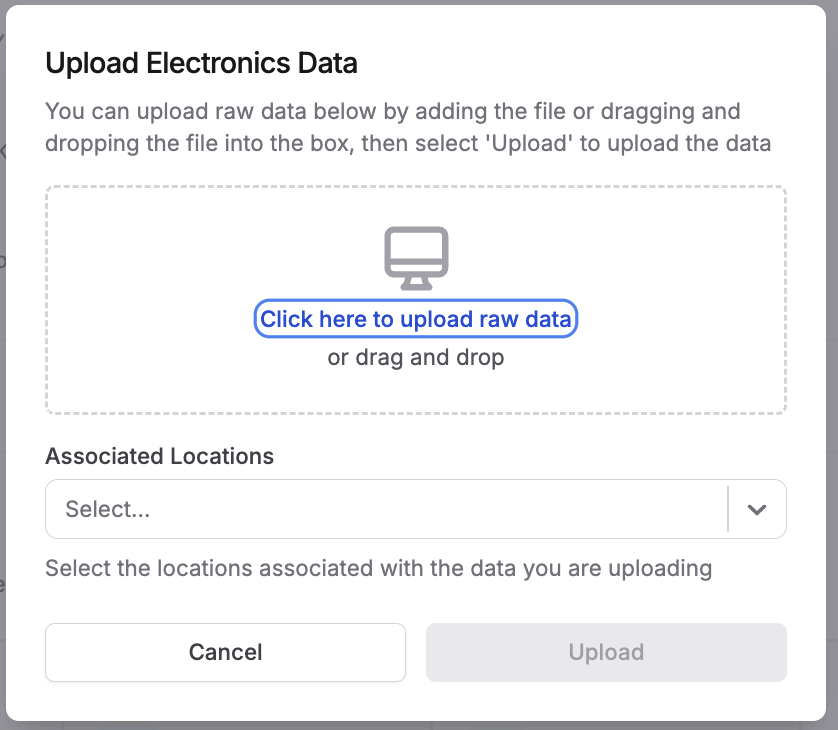 Upload Electronics Data
You can upload raw data below by adding the file or dragging and
dropping the file into the box, then select 'Upload' to upload the data
Click here to upload raw data
or drag and drop
Associated Locations
Select...
Select the locations associated with the data you are uploading
Cancel
Upload